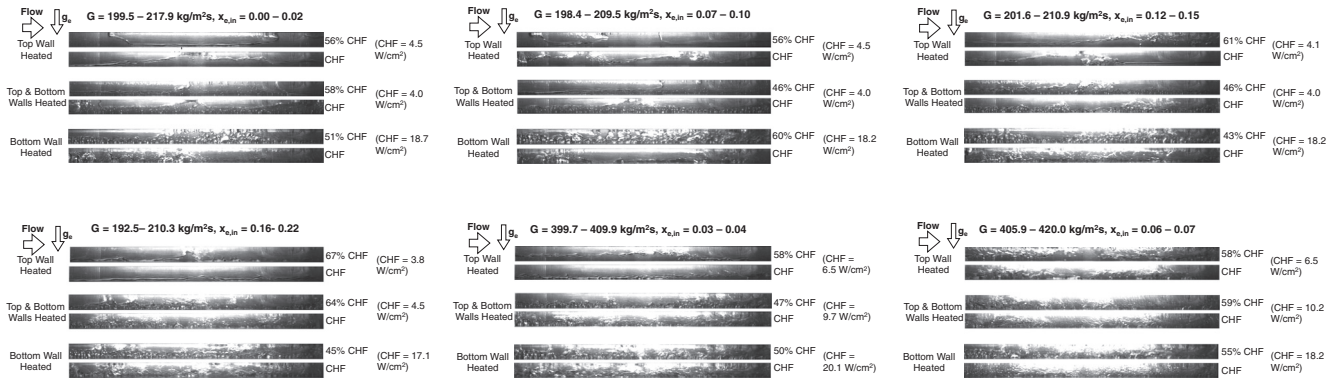 Flow
gₑ
G = 199.5 – 217.9 kg/m²s, xₑ,ᵢₙ = 0.00 – 0.02
Top Wall
Heated
56% CHF
CHF
(CHF = 4.5
W/cm²)
Top & Bottom
Walls Heated
58% CHF
CHF
(CHF = 4.0
W/cm²)
Bottom Wall
Heated
51% CHF
CHF
(CHF = 18.7
W/cm²)
Flow
gₑ
G = 198.4 – 209.5 kg/m²s, xₑ,ᵢₙ = 0.07 – 0.10
Top Wall
Heated
56% CHF
CHF
(CHF = 4.5
W/cm²)
Top & Bottom
Walls Heated
46% CHF
CHF
(CHF = 4.0
W/cm²)
Bottom Wall
Heated
60% CHF
CHF
(CHF = 18.2
W/cm²)
Flow
gₑ
G = 201.6 – 210.9 kg/m²s, xₑ,ᵢₙ = 0.12 – 0.15
Top Wall
Heated
61% CHF
CHF
(CHF = 4.1
W/cm²)
Top & Bottom
Walls Heated
46% CHF
CHF
(CHF = 4.0
W/cm²)
Bottom Wall
Heated
43% CHF
CHF
(CHF = 18.2
W/cm²)
Flow
gₑ
G = 192.5– 210.3 kg/m²s, xₑ,ᵢₙ = 0.16- 0.22
Top Wall
Heated
67% CHF
CHF
(CHF = 3.8
W/cm²)
Top & Bottom
Walls Heated
64% CHF
CHF
(CHF = 4.5
W/cm²)
Bottom Wall
Heated
45% CHF
CHF
(CHF = 17.1
W/cm²)
Flow
gₑ
G = 399.7 – 409.9 kg/m²s, xₑ,ᵢₙ = 0.03 – 0.04
Top Wall
Heated
58% CHF
CHF
(CHF =
6.5 W/cm²)
Top & Bottom
Walls Heated
47% CHF
CHF
(CHF =
9.7 W/cm²)
Bottom Wall
Heated
50% CHF
CHF
(CHF =
20.1 W/cm²)
Flow
gₑ
G = 405.9 – 420.0 kg/m²s, xₑ,ᵢₙ = 0.06 – 0.07
Top Wall
Heated
58% CHF
CHF
(CHF = 6.5
W/cm²)
Top & Bottom
Walls Heated
59% CHF
CHF
(CHF = 10.2
W/cm²)
Bottom Wall
Heated
55% CHF
CHF
(CHF = 18.2
W/cm²)